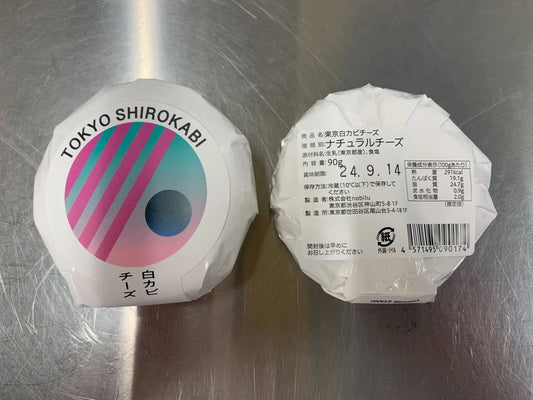 TOKYO SHIROKABI
白カビ
チーズ
商品名:東京白カビチーズ
種類別:ナチュラルチーズ
原材料名:生乳(東京都産)、食塩
内容量:90g
賞味期限:24.9.14
保存方法:冷蔵(10℃以下)で保存して
ください
製造者:株式会社nobilu
東京都渋谷区神山町5-8 1F
製造所:東京都世田谷区尾山台3-4-18 1F
栄養成分表示(100gあたり)
熱量 291kcal
たんぱく質 19.1g
脂質 24.7g
炭水化物 0.9g
食塩相当量 2.0g
(推定値)
紙
外装・うら
4 571495 090174
開封後は早めに
お召し上がりください